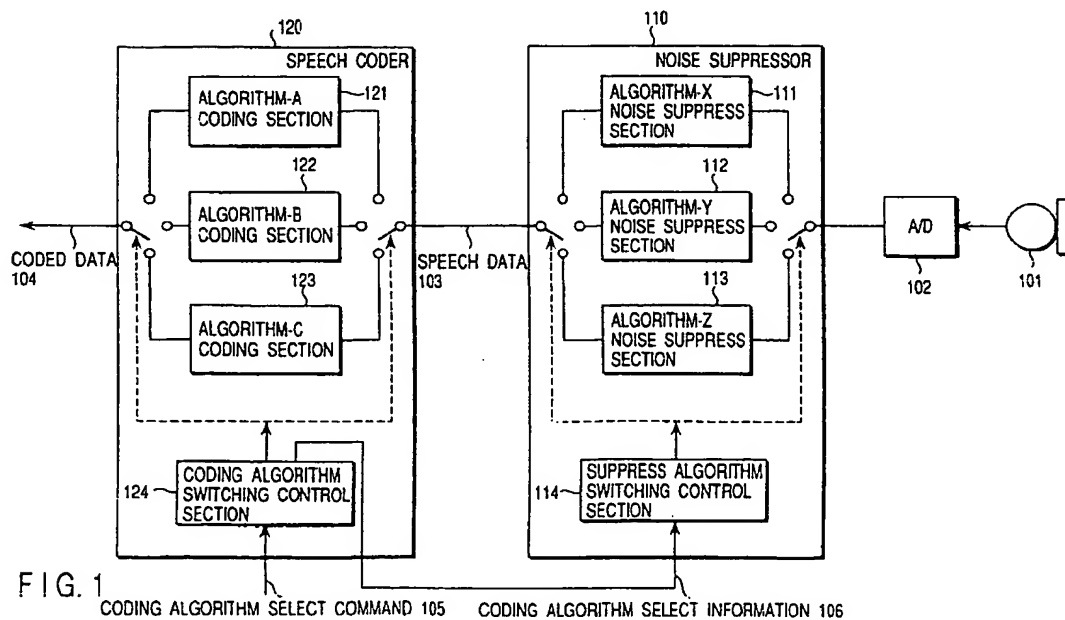 120
SPEECH CODER
ALGORITHM-A
CODING SECTION
121
122
ALGORITHM-B
CODING SECTION
123
ALGORITHM-C
CODING SECTION
CODED DATA
104
124
CODING ALGORITHM
SWITCHING CONTROL
SECTION
SPEECH DATA
103
110
NOISE SUPPRESSOR
ALGORITHM-X
NOISE SUPPRESS
SECTION
111
112
ALGORITHM-Y
NOISE SUPPRESS
SECTION
113
ALGORITHM-Z
NOISE SUPPRESS
SECTION
114
SUPPRESS ALGORITHM
SWITCHING CONTROL
SECTION
A/D
102
101
FIG. 1
CODING ALGORITHM SELECT COMMAND 105
CODING ALGORITHM SELECT INFORMATION 106